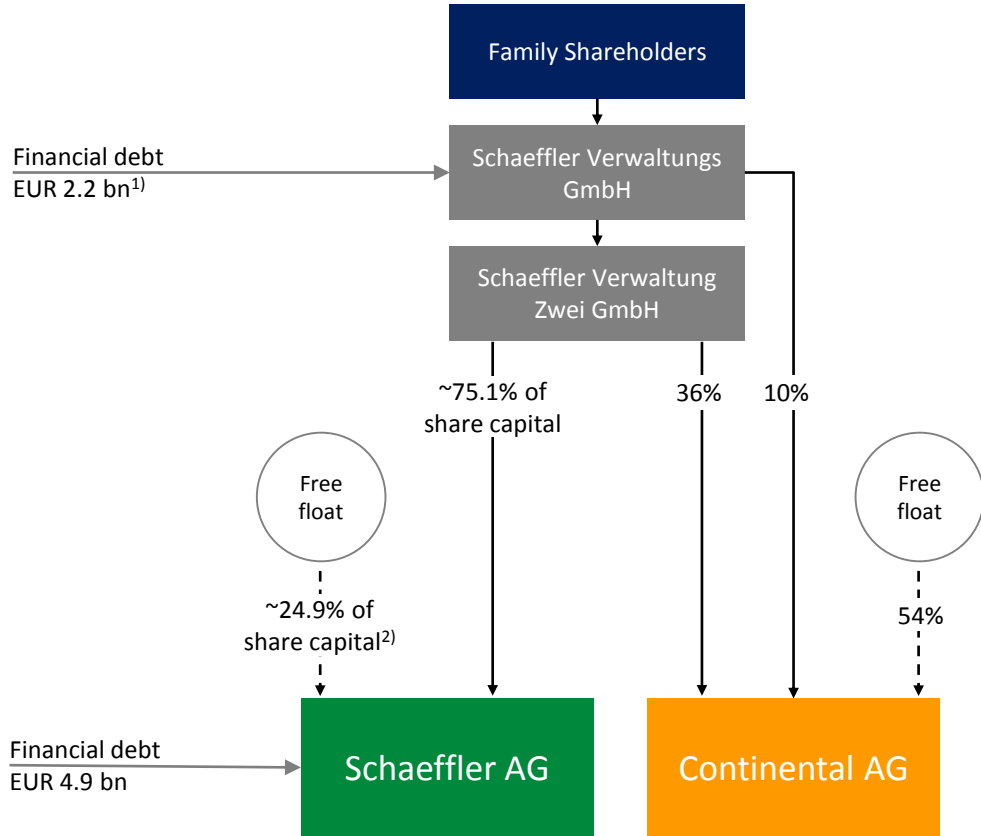 Family Shareholders
Financial debt
EUR 2.2 bn1)
Schaeffler Verwaltungs
GmbH
Schaeffler Verwaltung
Zwei GmbH
~75.1% of
share capital
36%
10%
Free
float
Free
float
~24.9% of
share capital2)
54%
Financial debt
EUR 4.9 bn
Schaeffler AG
Continental AG